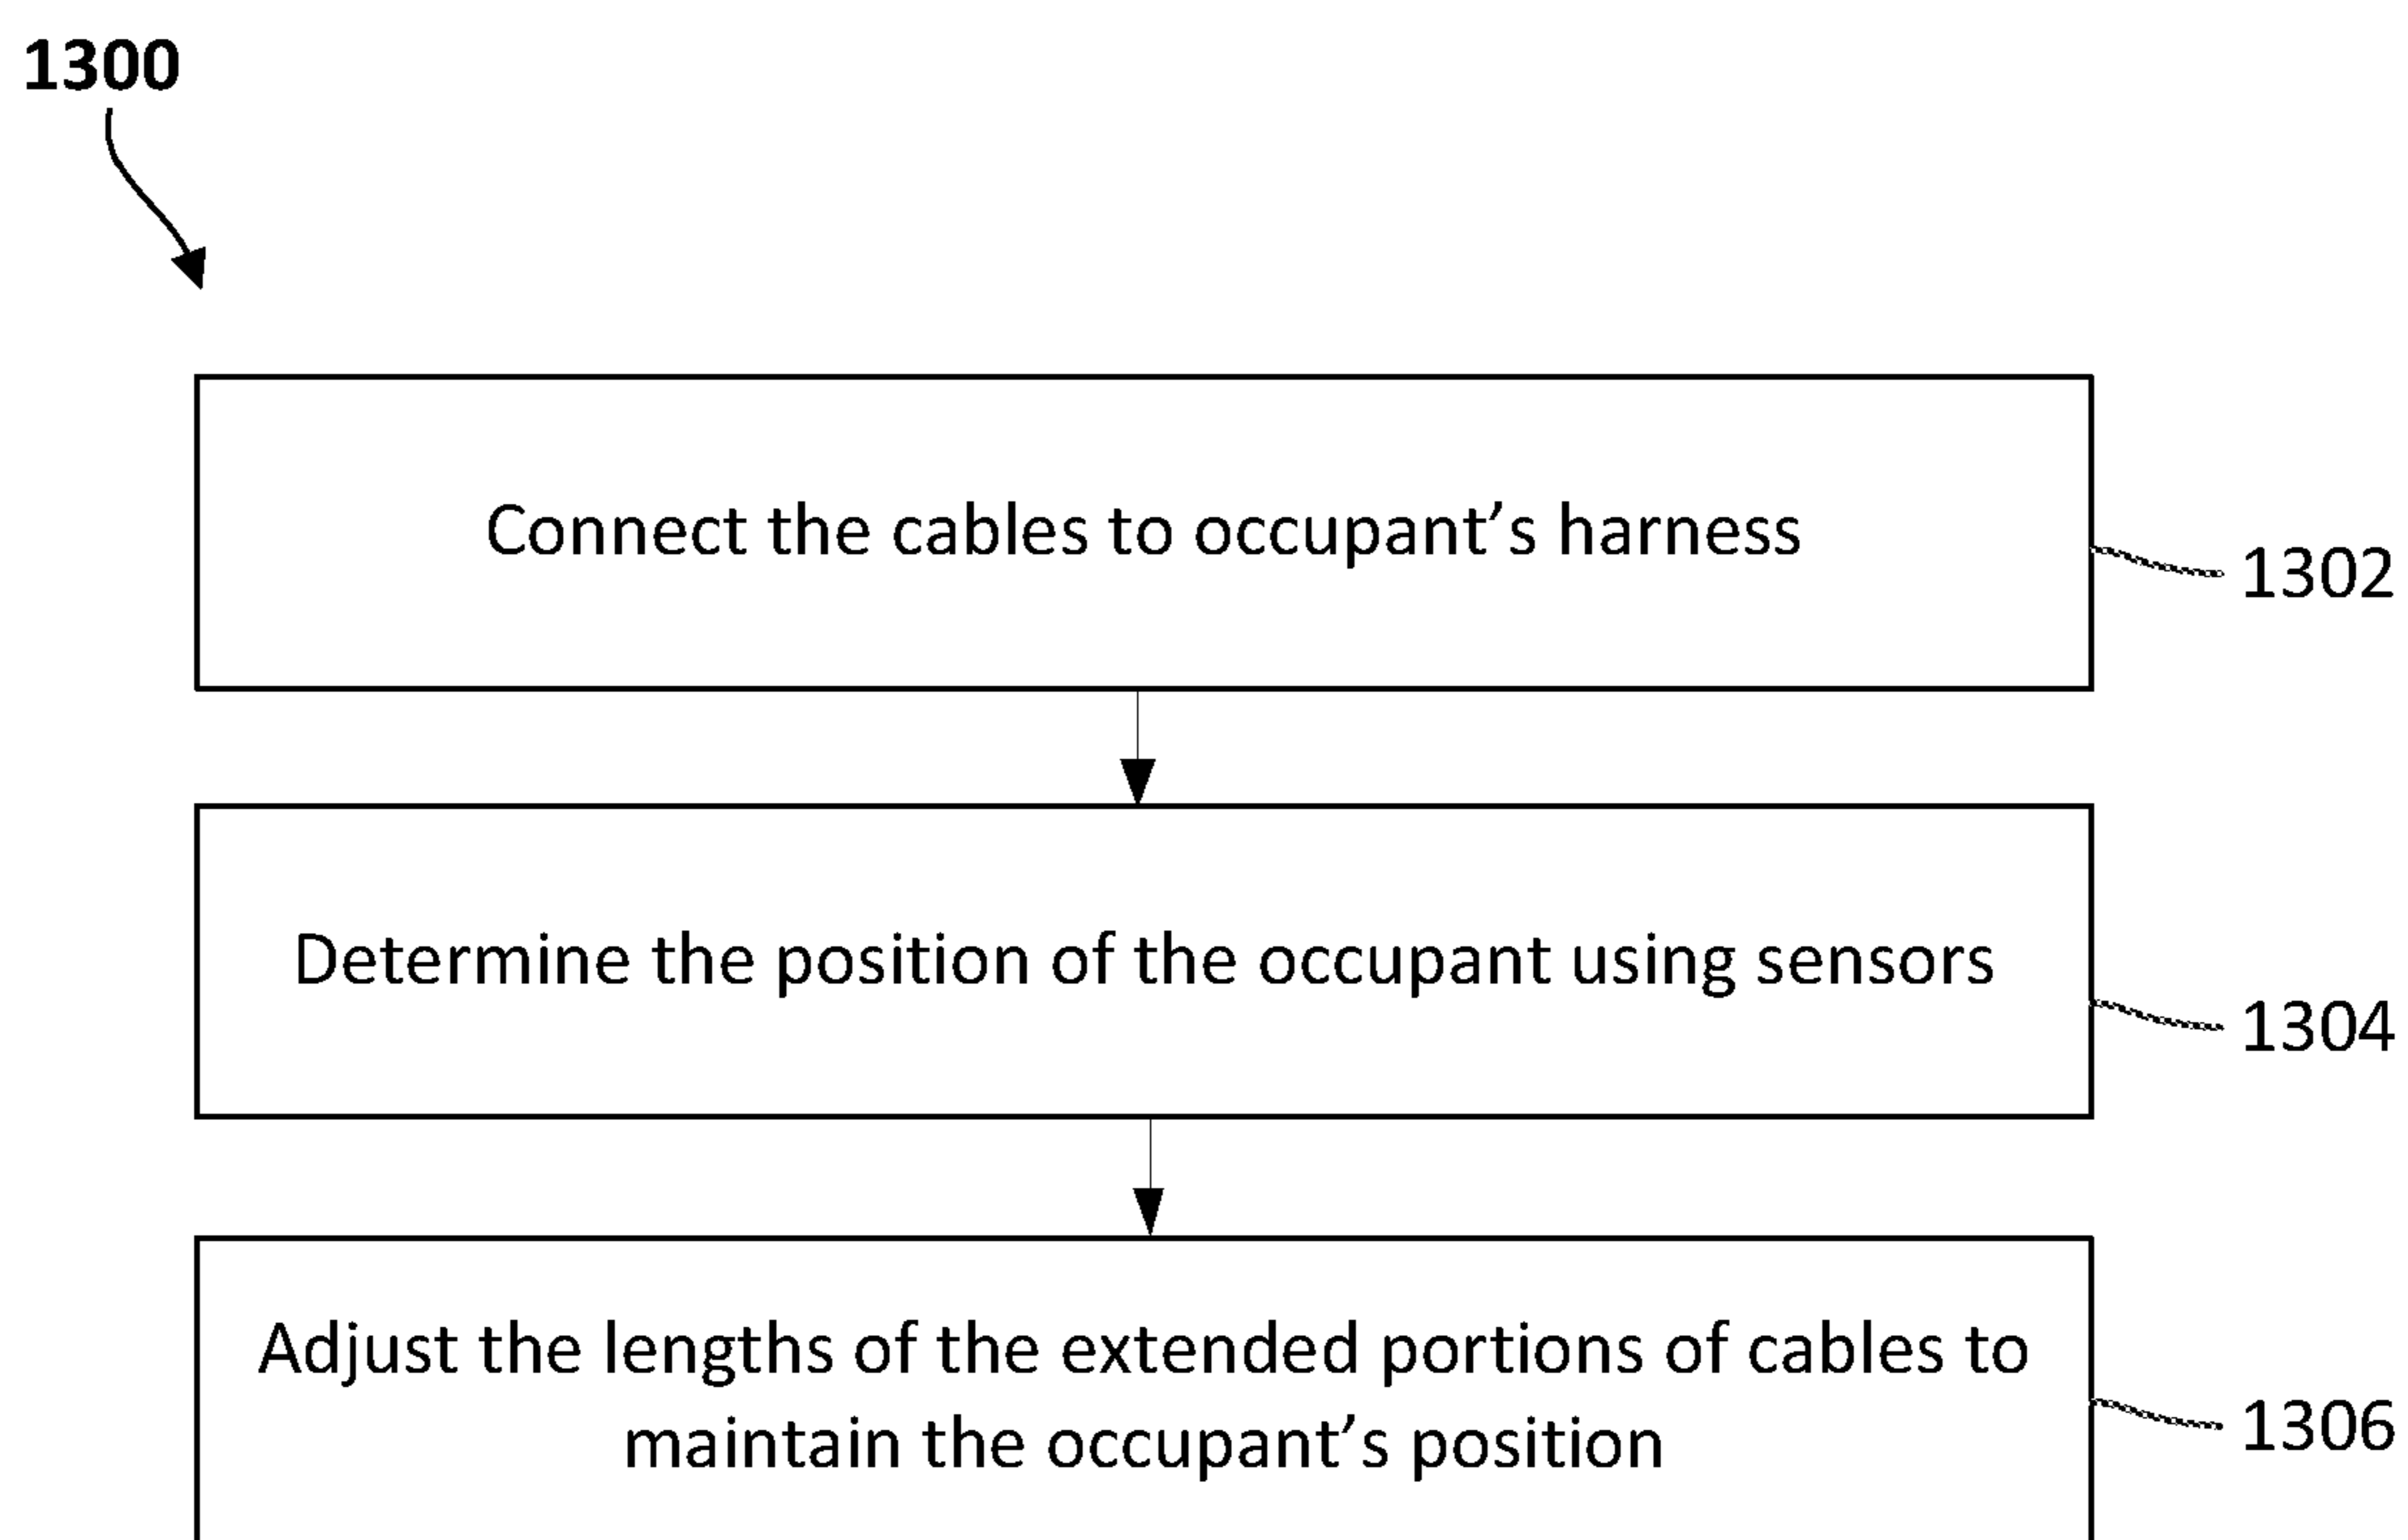 1300
Connect the cables to occupant’s harness
1302
Determine the position of the occupant using sensors
1304
Adjust the lengths of the extended portions of cables to
maintain the occupant’s position
1306